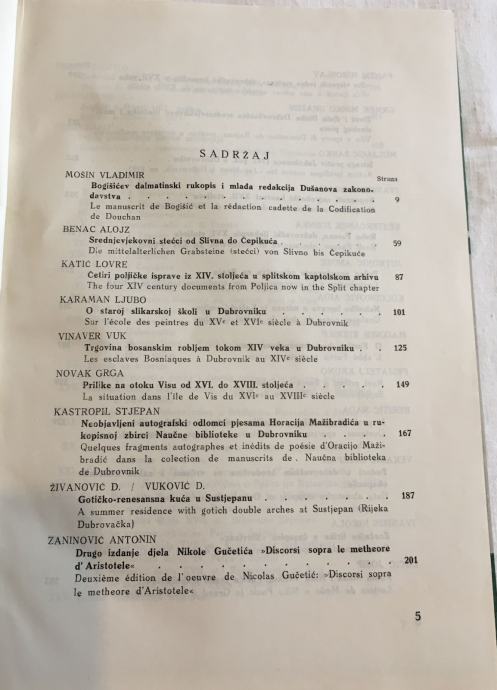 SADRŽAJ
Strana
MOSIN VLADIMIR
Bogišićev dalmatinski rukopis i mlada redakcija Dušanova zakono-
davstva . . . . . . . . . . . . . 9
Le manuscrit de Bogišić et la rédaction cadette de la Codification
de Douchan
BENAC ALOJZ
Srednjevjekovni stećci od Slivna do Čepikuća . . . . . . . 59
Die mittelalterlichen Grabsteine (stećci) von Slivno bis Čepikuće
KATIĆ LOVRE
Četiri poljičke isprave iz XIV. stoljeća u splitskom kaptolskom arhivu 87
The four XIV century documents from Poljica now in the Split chapter
KARAMAN LJUBO
O staroj slikarskoj školi u Dubrovniku . . . . . . . 101
Sur l'école des peintres du XVe et XVIe siècle à Dubrovnik
VINAVER VUK
Trgovina bosanskim robljem tokom XIV veka u Dubrovniku . . 125
Les esclaves Bosniaques à Dubrovnik au XIVe siècle
NOVAK GRGA
Prilike na otoku Visu od XVI. do XVIII. stoljeća . . . . . 149
La situation dans l'île de Vis du XVIe au XVIIIe siècle
KASTROPIL STJEPAN
Neobjavljeni autografski odlomci pjesama Horacija Mažibradića u ru-
kopisnoj zbirci Naučne biblioteke u Dubrovniku . . . . 167
Quelques fragments autographes et inédits de poésie d'Oracijo Maži-
bradić dans la colection de manuscrits de . Naučna biblioteka
de Dubrovnik
ŽIVANOVIĆ D. / VUKOVIĆ D.
Gotičko-renesansna kuća u Sustjepanu . . . . . . . 187
A summer residence with gotich double arches at Sustjepan (Rijeka
Dubrovačka)
ZANINOVIĆ ANTONIN
Drugo izdanje djela Nikole Gučetića »Discorsi sopra le metheore
d' Aristotele« . . . . . . . . . . . . 201
Deuxième édition de l'oeuvre de Nicolas Gučetić: »Discorsi sopra
le metheore d'Aristotele«
5